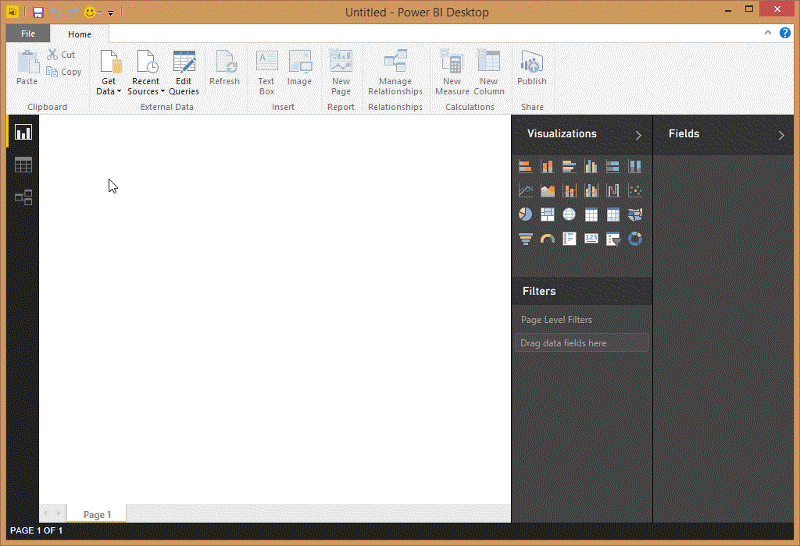 Untitled - Power BI Desktop
File
Home
Paste
Cut
Copy
Clipboard
Get Data
Recent Sources
Edit Queries
Refresh
External Data
Text Box
Image
Insert
New Page
Report
Manage Relationships
Relationships
New Measure
New Column
Calculations
Publish
Share
Visualizations
Fields
123
Filters
Page Level Filters
Drag data fields here
Page 1
PAGE 1 OF 1